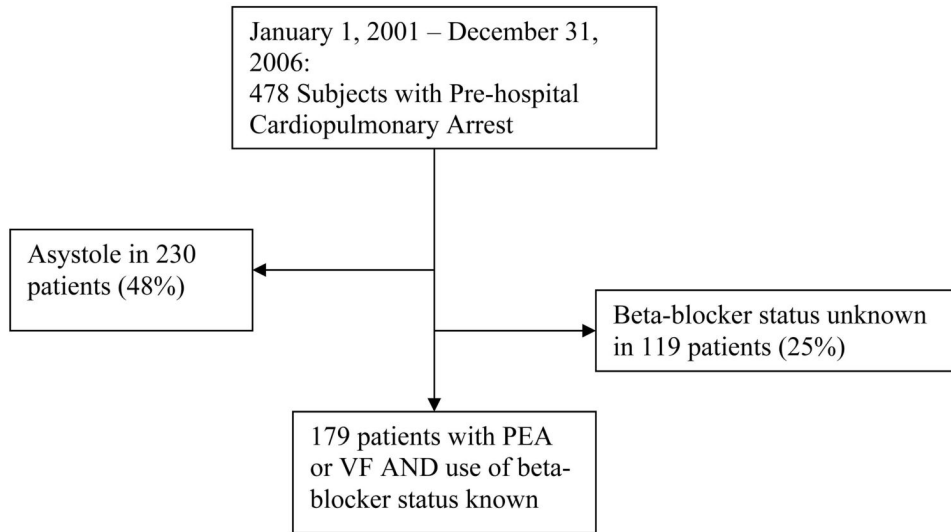 January 1, 2001 – December 31,
2006:
478 Subjects with Pre-hospital
Cardiopulmonary Arrest
Asystole in 230
patients (48%)
Beta-blocker status unknown
in 119 patients (25%)
179 patients with PEA
or VF AND use of beta-
blocker status known